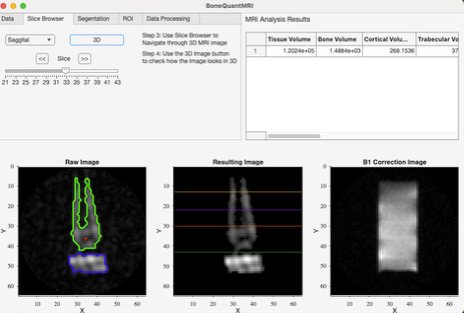 BoneQuantMRI
Data Slice Browser Segentation ROI Data Processing
MRI Analysis Results
Saggital 3D
Step 3: Use Slice Browser to
Navigate through 3D MRI image
Step 4: Use the 3D Image button
to check how the Image looks in 3D
<< Slice >>
21 23 25 27 29 31 33 35 37 39 41 43
Tissue Volume Bone Volume Cortical Volu... Trabecular Vo
1 1.2024e+05 1.4884e+03 268.1536 37
Raw Image
0
10
20
30
40
50
60
Y
10 20 30 40 50 60
X
Resulting Image
0
10
20
30
40
50
60
Y
10 20 30 40 50 60
X
B1 Correction Image
0
10
20
30
40
50
60
Y
10 20 30 40 50 60
X